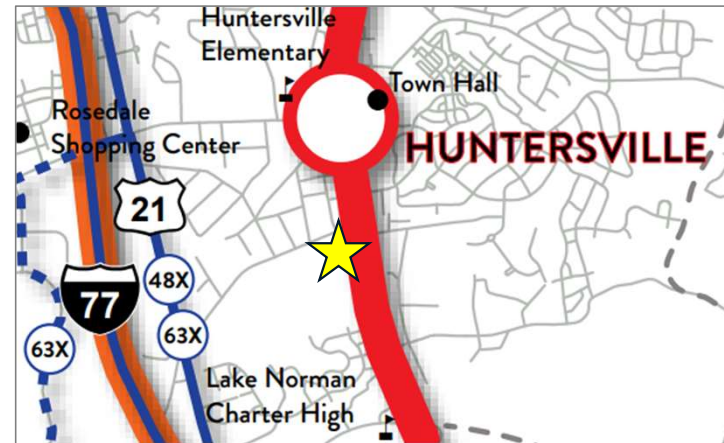 Huntersville
Elementary
Town Hall
Rosedale
Shopping Center
HUNTERSVILLE
21
48X
77
63X
63X
Lake Norman
Charter High